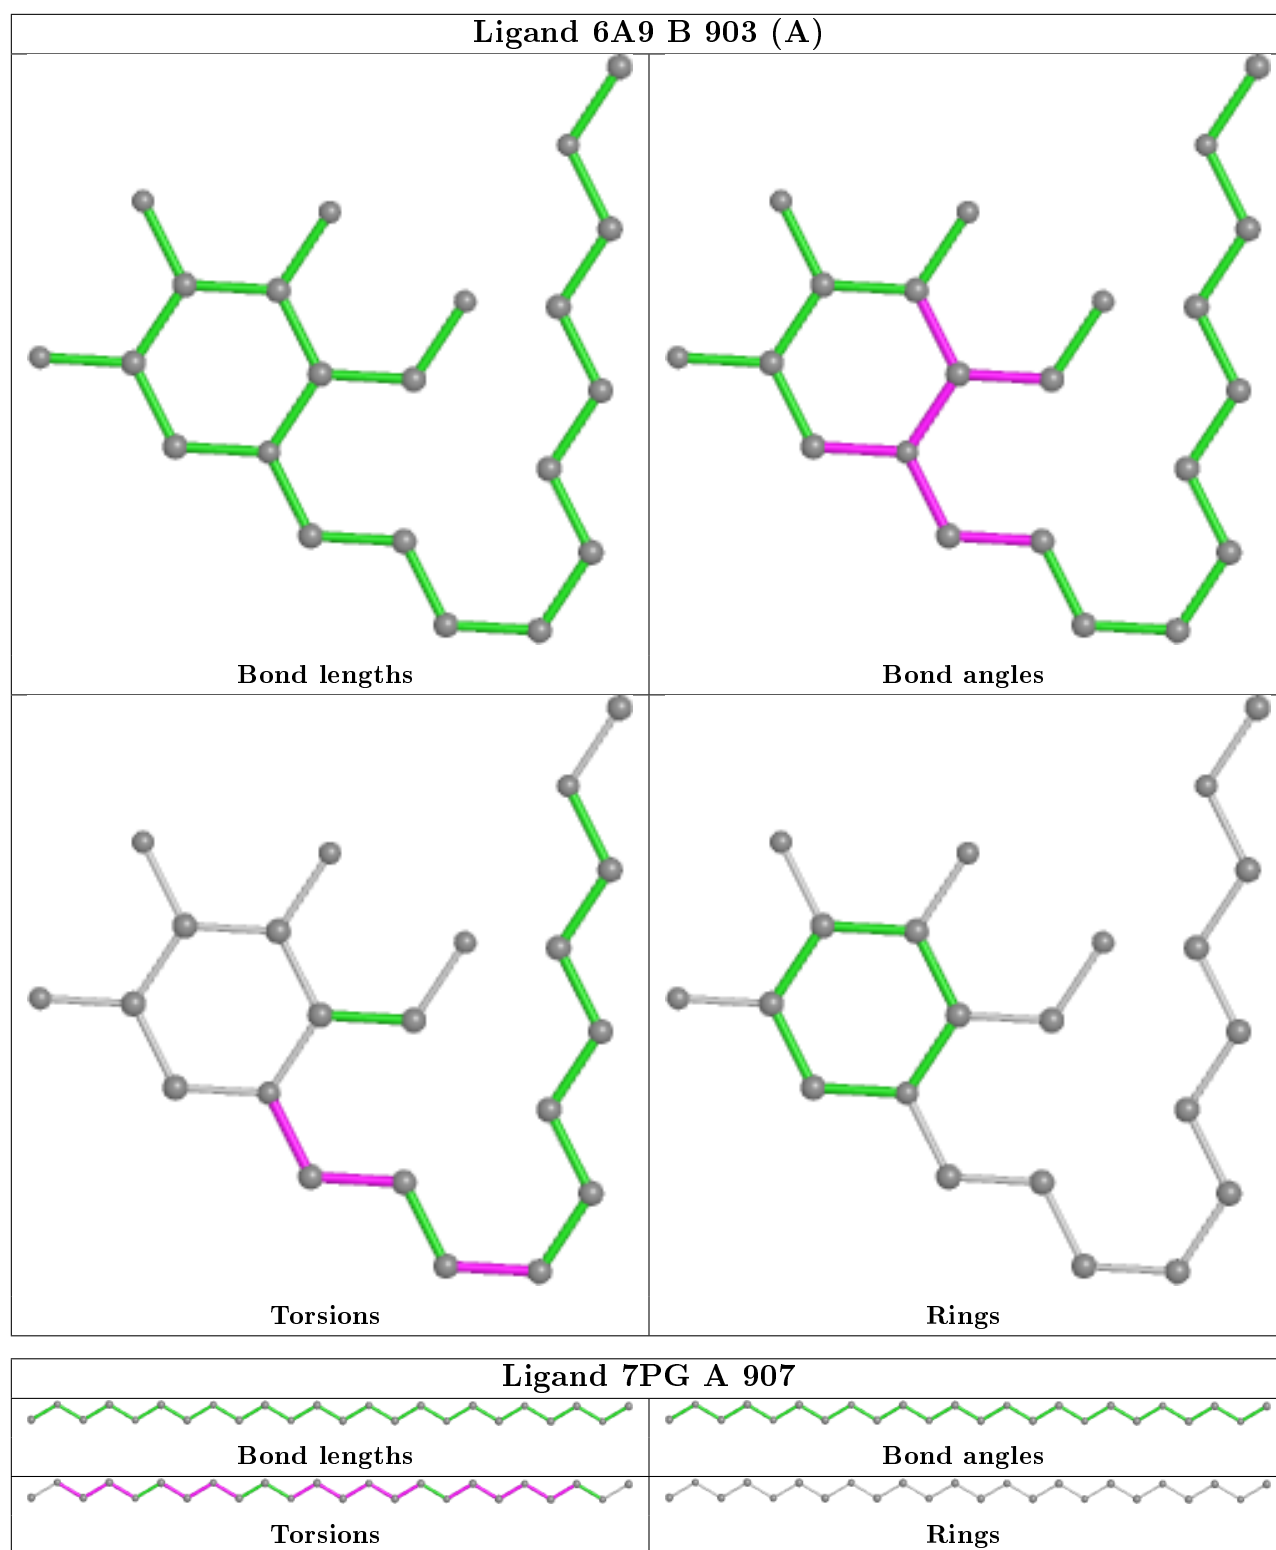 Ligand 6A9 B 903 (A)
Bond lengths
Bond angles
Torsions
Rings
Ligand 7PG A 907
Bond lengths
Bond angles
Torsions
Rings